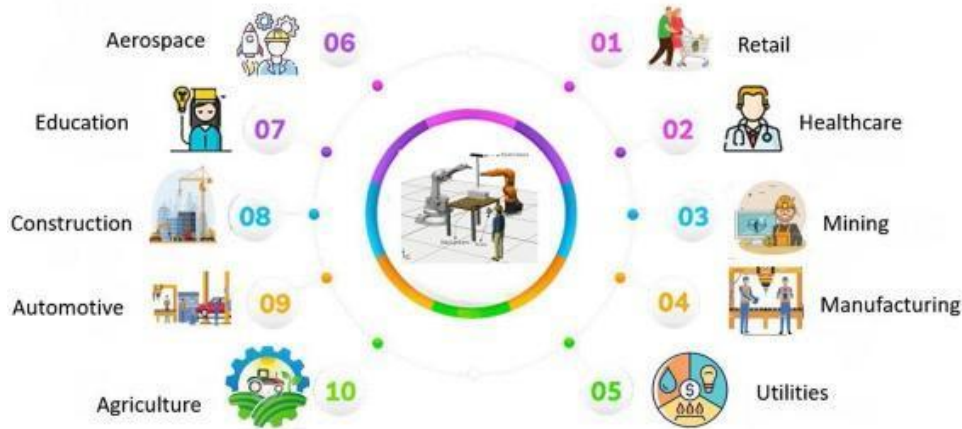 Aerospace
06
01
Retail
Education
07
02
Healthcare
Construction
08
03
Mining
Automotive
09
04
Manufacturing
Agriculture
10
05
$
Utilities